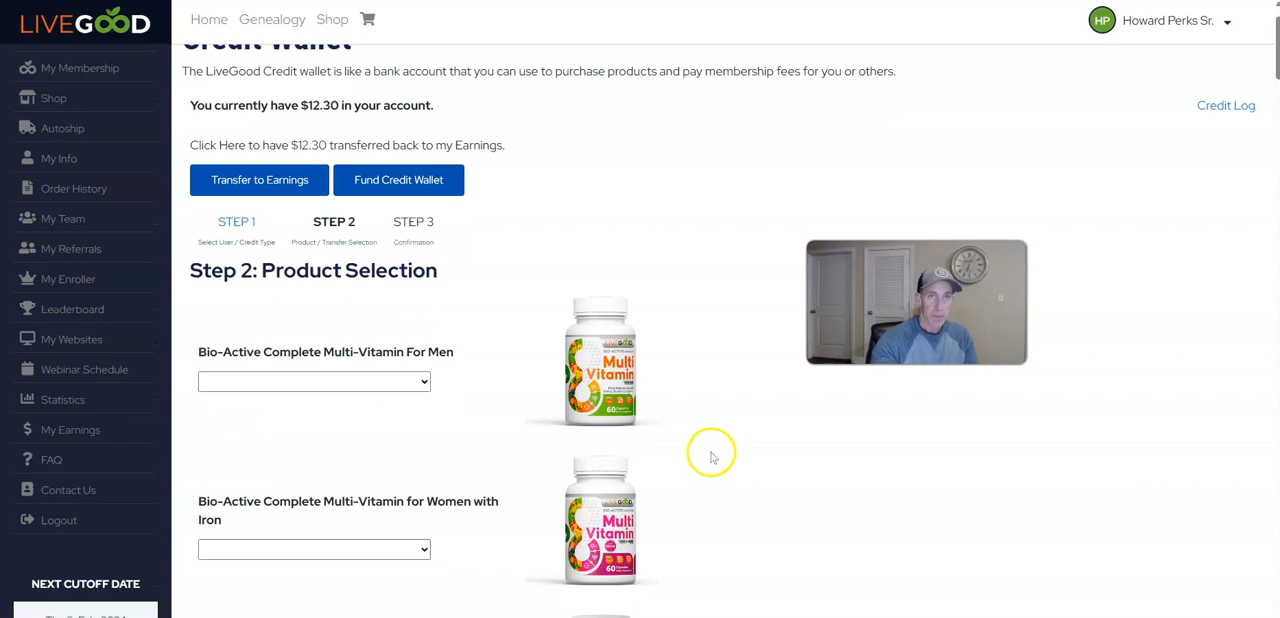 LIVEGOOD
Home Genealogy Shop
HP Howard Perks Sr.
My Membership
Shop
Autoship
My Info
Order History
My Team
My Referrals
My Enroller
Leaderboard
My Websites
Webinar Schedule
Statistics
My Earnings
FAQ
Contact Us
Logout
NEXT CUTOFF DATE
Credit Wallet
The LiveGood Credit wallet is like a bank account that you can use to purchase products and pay membership fees for you or others.
You currently have $12.30 in your account.
Credit Log
Click Here to have $12.30 transferred back to my Earnings.
Transfer to Earnings Fund Credit Wallet
STEP 1 STEP 2 STEP 3
Select User / Credit Type Product / Transfer Selection Confirmation
Step 2: Product Selection
Bio-Active Complete Multi-Vitamin For Men
LIVEGOOD
Multi
Vitamin
60
Bio-Active Complete Multi-Vitamin for Women with
Iron
LIVEGOOD
Multi
Vitamin
60